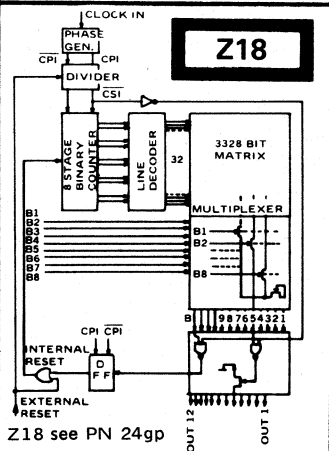 CLOCK IN
Z18
PHASE
GEN.
CPI CPI
DIVIDER
CSI
8 STAGE
BINARY
COUNTER
LINE
DECODER
32
3328 BIT
MATRIX
MULTIPLEXER
B1
B2
B3
B4
B5
B6
B7
B8
B1
B2
B8
B 9 8 7 6 5 4 3 2 1
CPI CPI
INTERNAL
RESET
D
FF
EXTERNAL
RESET
Z18 see PN 24gp
OUT 12
OUT 1